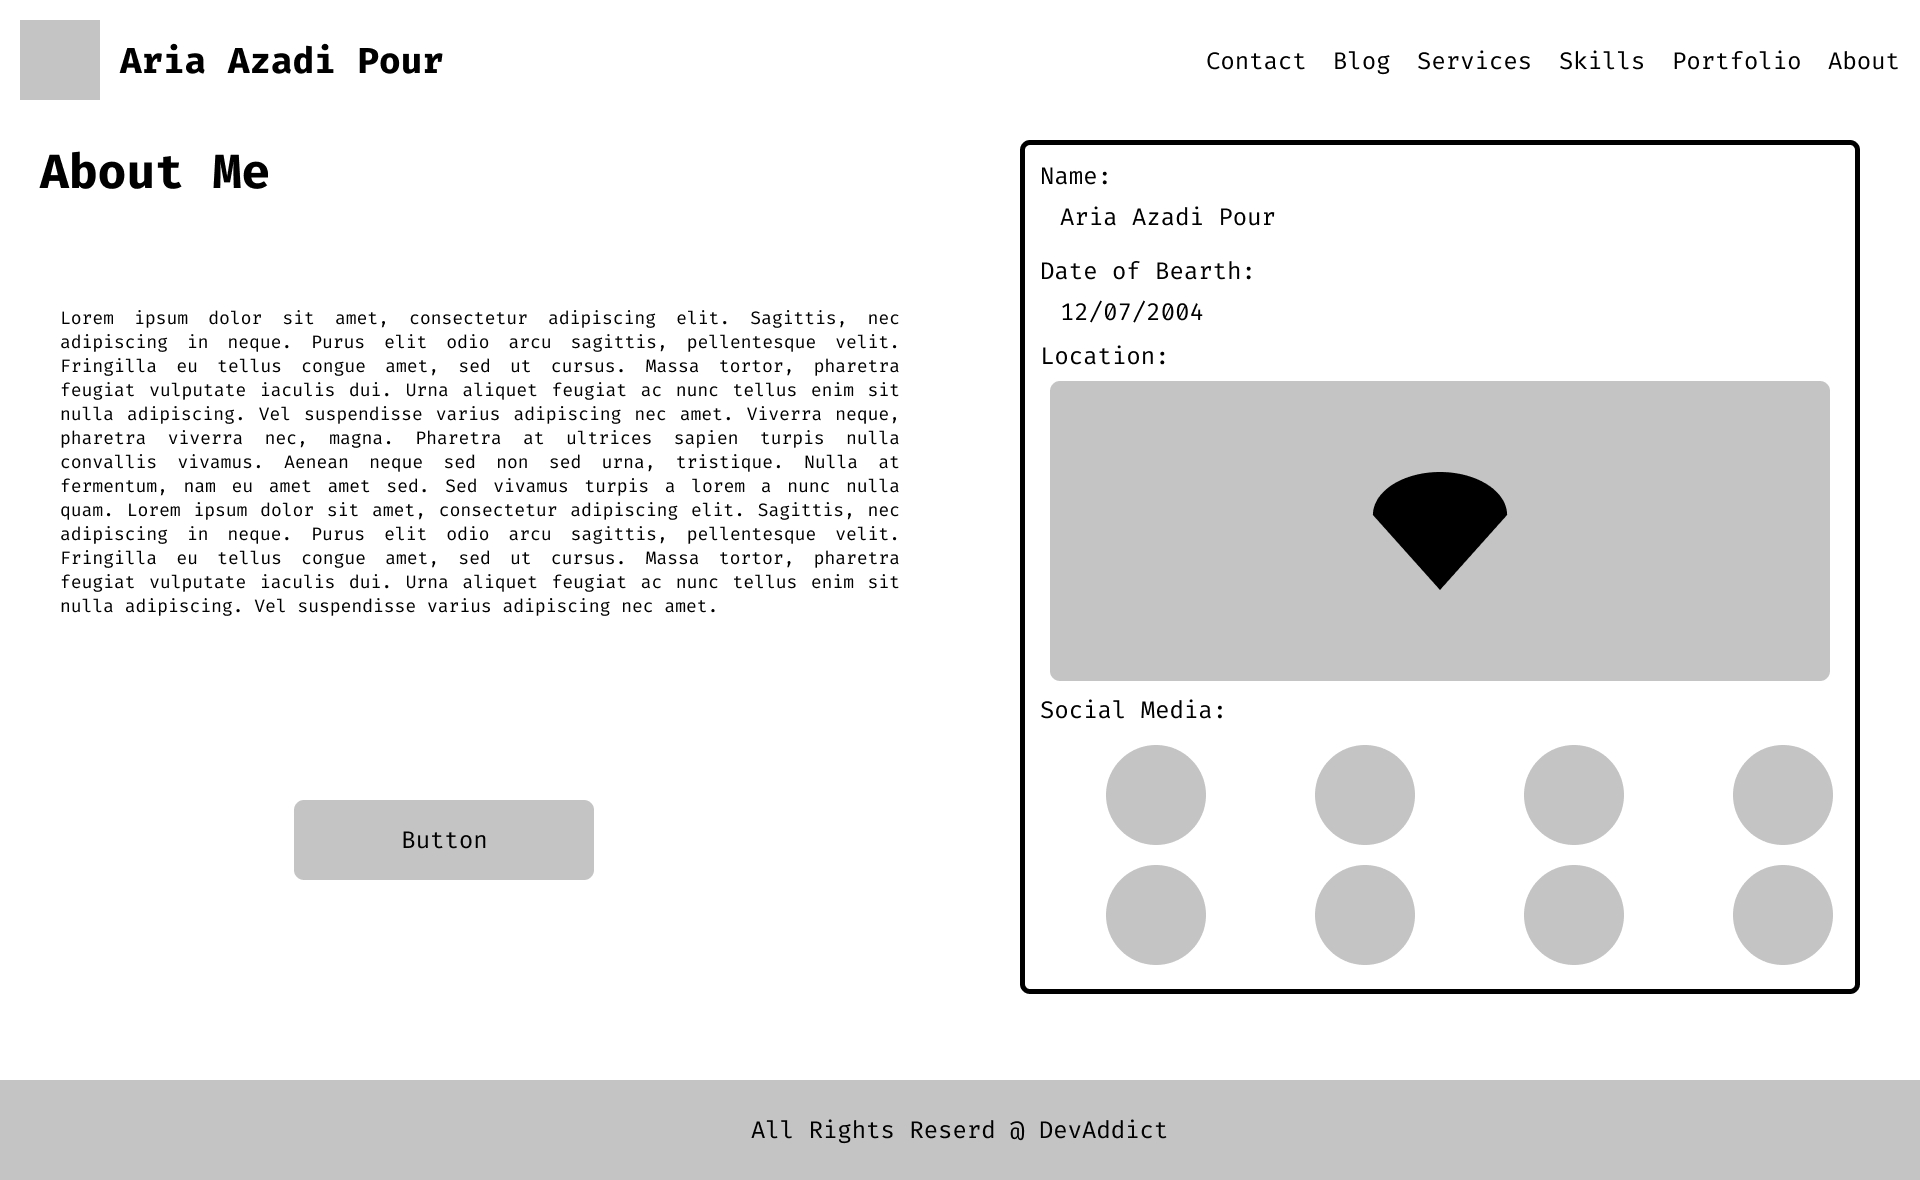 Aria Azadi Pour
Contact Blog Services Skills Portfolio About
About Me
Lorem ipsum dolor sit amet, consectetur adipiscing elit. Sagittis, nec
adipiscing in neque. Purus elit odio arcu sagittis, pellentesque velit.
Fringilla eu tellus congue amet, sed ut cursus. Massa tortor, pharetra
feugiat vulputate iaculis dui. Urna aliquet feugiat ac nunc tellus enim sit
nulla adipiscing. Vel suspendisse varius adipiscing nec amet. Viverra neque,
pharetra viverra nec, magna. Pharetra at ultrices sapien turpis nulla
convallis vivamus. Aenean neque sed non sed urna, tristique. Nulla at
fermentum, nam eu amet amet sed. Sed vivamus turpis a lorem a nunc nulla
quam. Lorem ipsum dolor sit amet, consectetur adipiscing elit. Sagittis, nec
adipiscing in neque. Purus elit odio arcu sagittis, pellentesque velit.
Fringilla eu tellus congue amet, sed ut cursus. Massa tortor, pharetra
feugiat vulputate iaculis dui. Urna aliquet feugiat ac nunc tellus enim sit
nulla adipiscing. Vel suspendisse varius adipiscing nec amet.
Button
Name:
Aria Azadi Pour
Date of Bearth:
12/07/2004
Location:
Social Media:
All Rights Reserd @ DevAddict